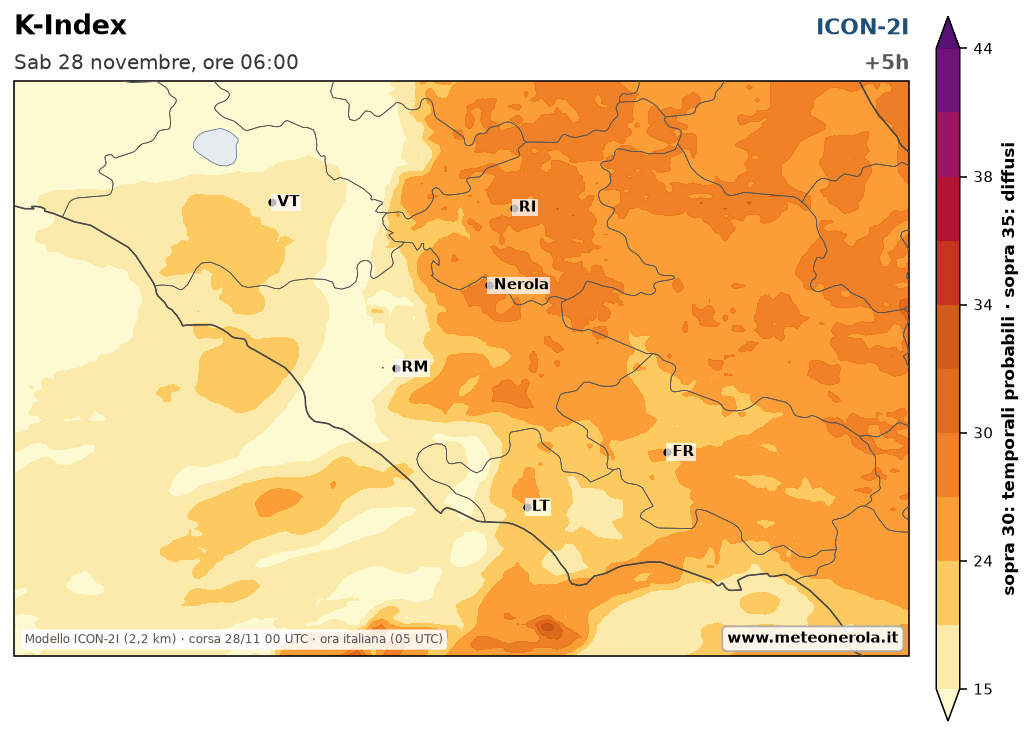 K-Index
ICON-2I
Sab 28 novembre, ore 06:00
+5h
44
38
34
30
24
15
sopra 30: temporali probabili · sopra 35: diffusi
VT
RI
Nerola
RM
FR
LT
Modello ICON-2I (2,2 km) · corsa 28/11 00 UTC · ora italiana (05 UTC)
www.meteonerola.it